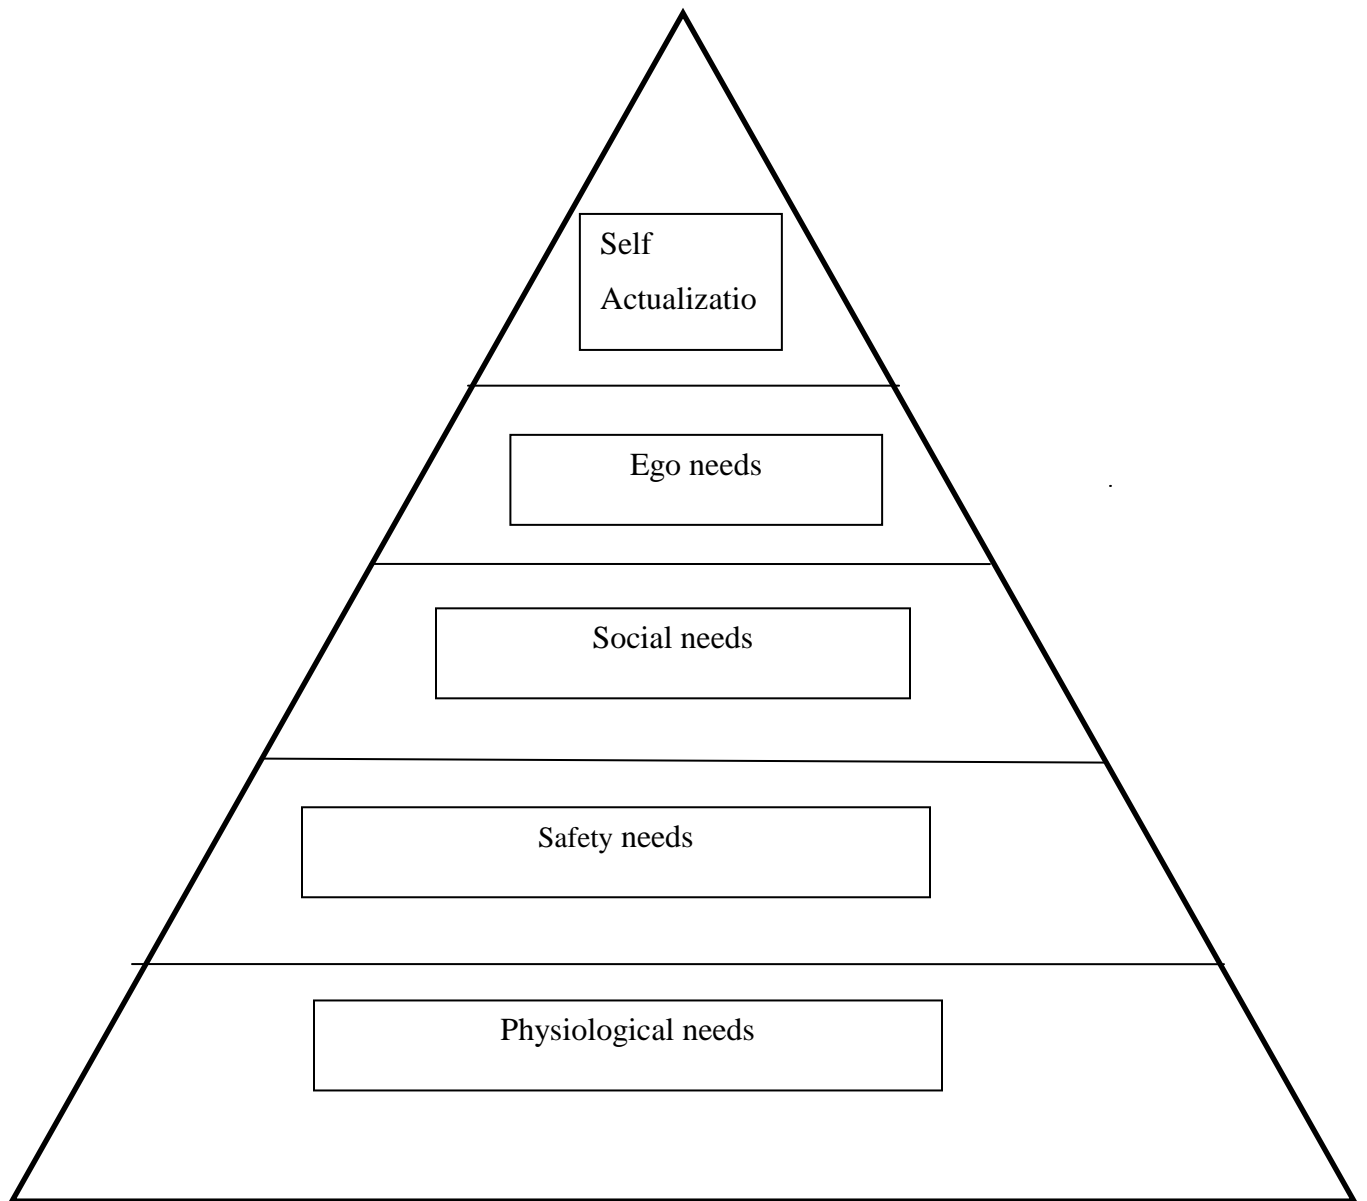 Self
Actualizatio
Ego needs
Social needs
Safety needs
Physiological needs